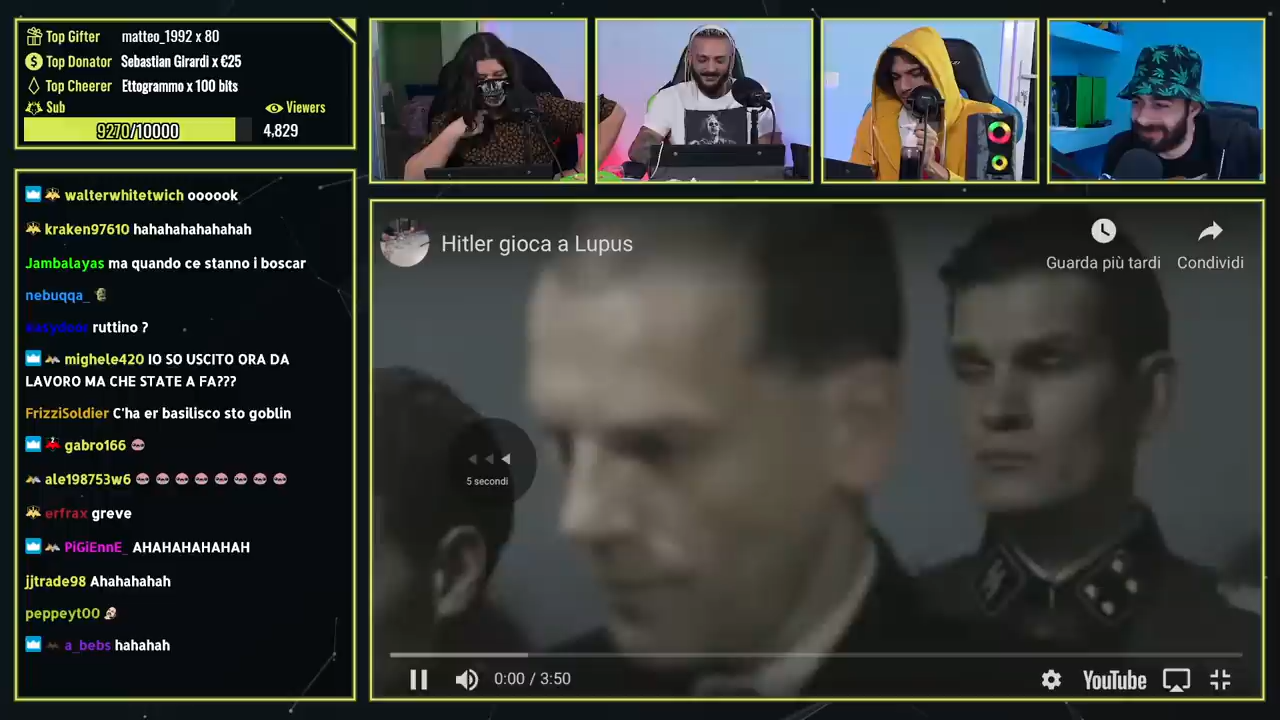 Top Gifter matteo_1992 x 80
Top Donator Sebastian Girardi x €25
Top Cheerer Ettogrammo x 100 bits
Sub Viewers
9270/10000 4,829
walterwhitetwich oooook
kraken97610 hahahahahahah
Jambalayas ma quando ce stanno i boscar
nebuqqa_
easydoor ruttino ?
mighele420 IO SO USCITO ORA DA
LAVORO MA CHE STATE A FA???
FrizziSoldier C'ha er basilisco sto goblin
gabro166
ale198753w6
erfrax greve
PiGiEnnE_ AHAHAHAHAHAH
jjtrade98 Ahahahahah
peppeyt00
a_bebs hahahah
Hitler gioca a Lupus
Guarda più tardi Condividi
5 secondi
0:00 / 3:50
YouTube